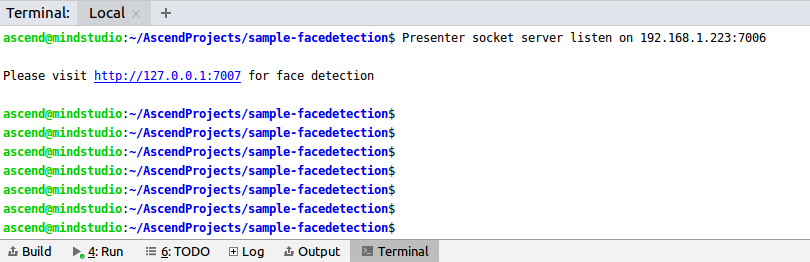 Terminal: Local × +
ascend@mindstudio:~/AscendProjects/sample-facedetection$ Presenter socket server listen on 192.168.1.223:7006
Please visit http://127.0.0.1:7007 for face detection
ascend@mindstudio:~/AscendProjects/sample-facedetection$
ascend@mindstudio:~/AscendProjects/sample-facedetection$
ascend@mindstudio:~/AscendProjects/sample-facedetection$
ascend@mindstudio:~/AscendProjects/sample-facedetection$
ascend@mindstudio:~/AscendProjects/sample-facedetection$
ascend@mindstudio:~/AscendProjects/sample-facedetection$
ascend@mindstudio:~/AscendProjects/sample-facedetection$
Build 4: Run 6: TODO Log Output Terminal